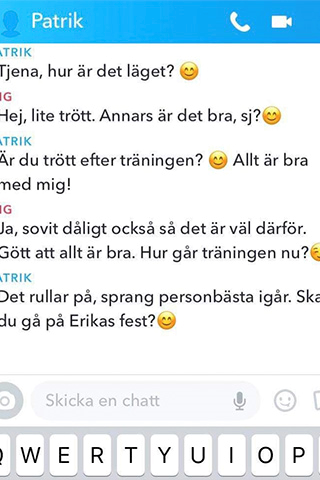 Patrik
ATRIK
Tjena, hur är det läget? 😊
G
Hej, lite trött. Annars är det bra, sj?😊
ATRIK
Är du trött efter träningen? 😊 Allt är bra
med mig!
G
Ja, sovit dåligt också så det är väl därför.
Gött att allt är bra. Hur går träningen nu?😏
ATRIK
Det rullar på, sprang personbästa igår. Ska
du gå på Erikas fest?😊
Skicka en chatt
Q W E R T Y U I O P